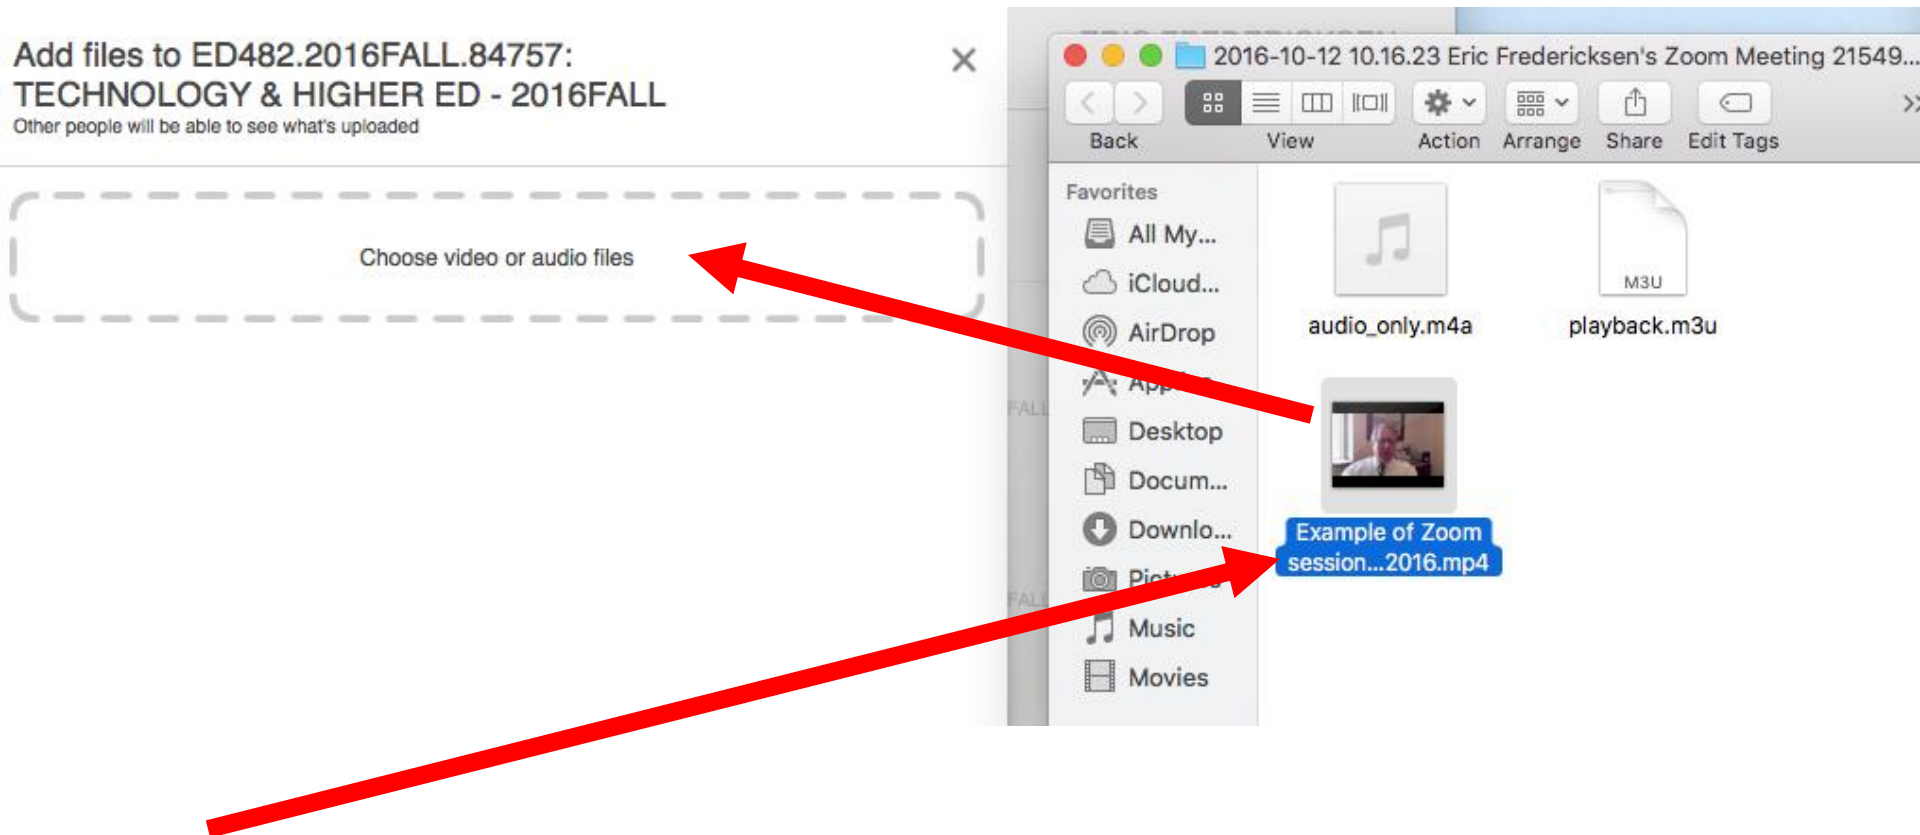 Add files to ED482.2016FALL.84757:
TECHNOLOGY & HIGHER ED - 2016FALL
Other people will be able to see what's uploaded
Choose video or audio files
2016-10-12 10.16.23 Eric Fredericksen's Zoom Meeting 21549...
Back View Action Arrange Share Edit Tags
Favorites
All My...
iCloud...
AirDrop
Desktop
Docum...
Downlo...
Music
Movies
audio_only.m4a
M3U
playback.m3u
Example of Zoom
session...2016.mp4
FALL
FALL